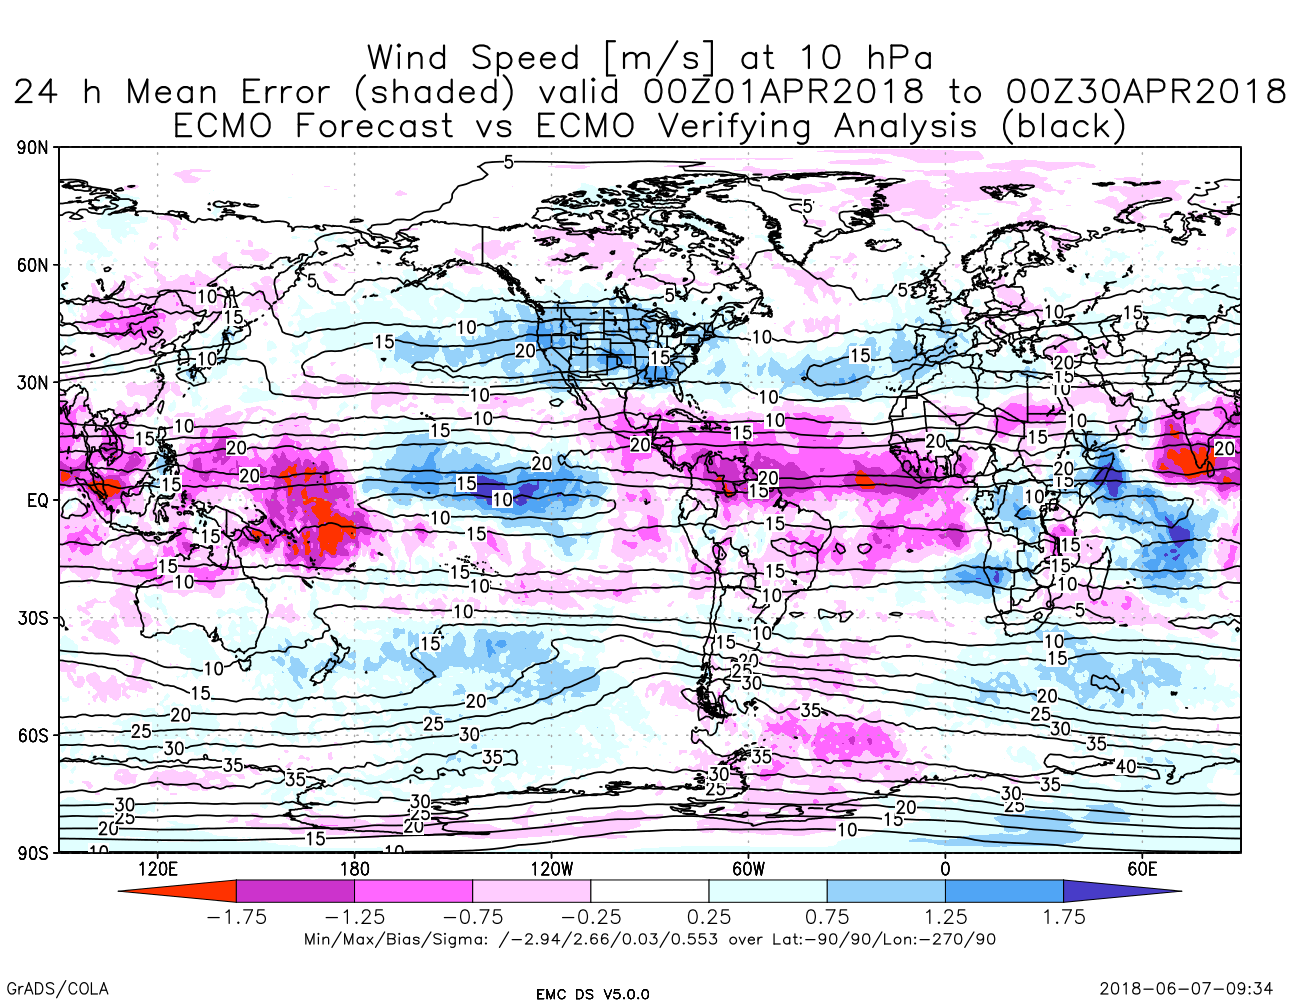 Wind Speed [m/s] at 10 hPa
24 h Mean Error (shaded) valid 00Z01APR2018 to 00Z30APR2018
ECMO Forecast vs ECMO Verifying Analysis (black)
90N
5
5
60N
5 5 5
10 15 10 15 10 15
10 15 20 15 15 20 15
30N
10 10 10
10 10 10
15 20 15 20 15 20 15 20
20 20 15 10 15 20 15 20 15 10
EQ
10 15 15 15 15
15 10 15 10 15 10 15 10
10 5
30S
10 15 15 10 20 25 30 10 15
15 20 20
20 25 25 30 35 25 30
60S
30 35 35 35 35 35 40
35 30 25 35
30 25 20 30 25 20 20 15 10 30 25
15
90S
10 10
120E 180 120W 60W 0 60E
−1.75 −1.25 −0.75 −0.25 0.25 0.75 1.25 1.75
Min/Max/Bias/Sigma: /−2.94/2.66/0.03/0.553 over Lat:−90/90/Lon:−270/90
GrADS/COLA
EMC DS V5.0.0
2018-06-07-09:34